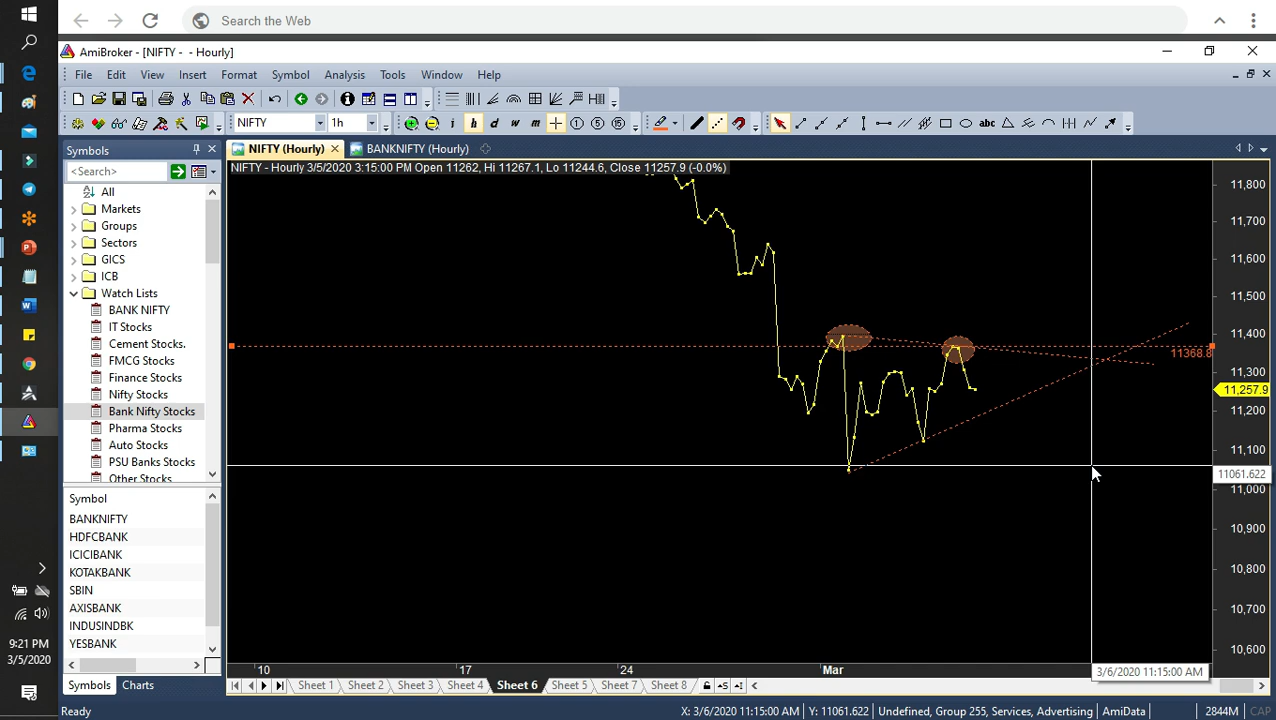 Search the Web
AmiBroker - [NIFTY - - Hourly]
File Edit View Insert Format Symbol Analysis Tools Window Help
NIFTY 1h i h d w m 1 5 15 abc
Symbols
NIFTY (Hourly) BANKNIFTY (Hourly)
<Search>
NIFTY - Hourly 3/5/2020 3:15:00 PM Open 11262, Hi 11267.1, Lo 11244.6, Close 11257.9 (-0.0%)
All
Markets
Groups
Sectors
GICS
ICB
Watch Lists
BANK NIFTY
IT Stocks
Cement Stocks.
FMCG Stocks
Finance Stocks
Nifty Stocks
Bank Nifty Stocks
Pharma Stocks
Auto Stocks
PSU Banks Stocks
Other Stocks
11,800
11,700
11,600
11,500
11,400
11368.8
11,300
11,257.9
11,200
11,100
11061.622
11,000
10,900
10,800
10,700
10,600
Symbol
BANKNIFTY
HDFCBANK
ICICIBANK
KOTAKBANK
SBIN
AXISBANK
INDUSINDBK
YESBANK
10 17 24 Mar
3/6/2020 11:15:00 AM
Symbols Charts
Sheet 1 Sheet 2 Sheet 3 Sheet 4 Sheet 6 Sheet 5 Sheet 7 Sheet 8
9:21 PM
3/5/2020
Ready X: 3/6/2020 11:15:00 AM Y: 11061.622 Undefined, Group 255, Services, Advertising AmiData 2844M CAP